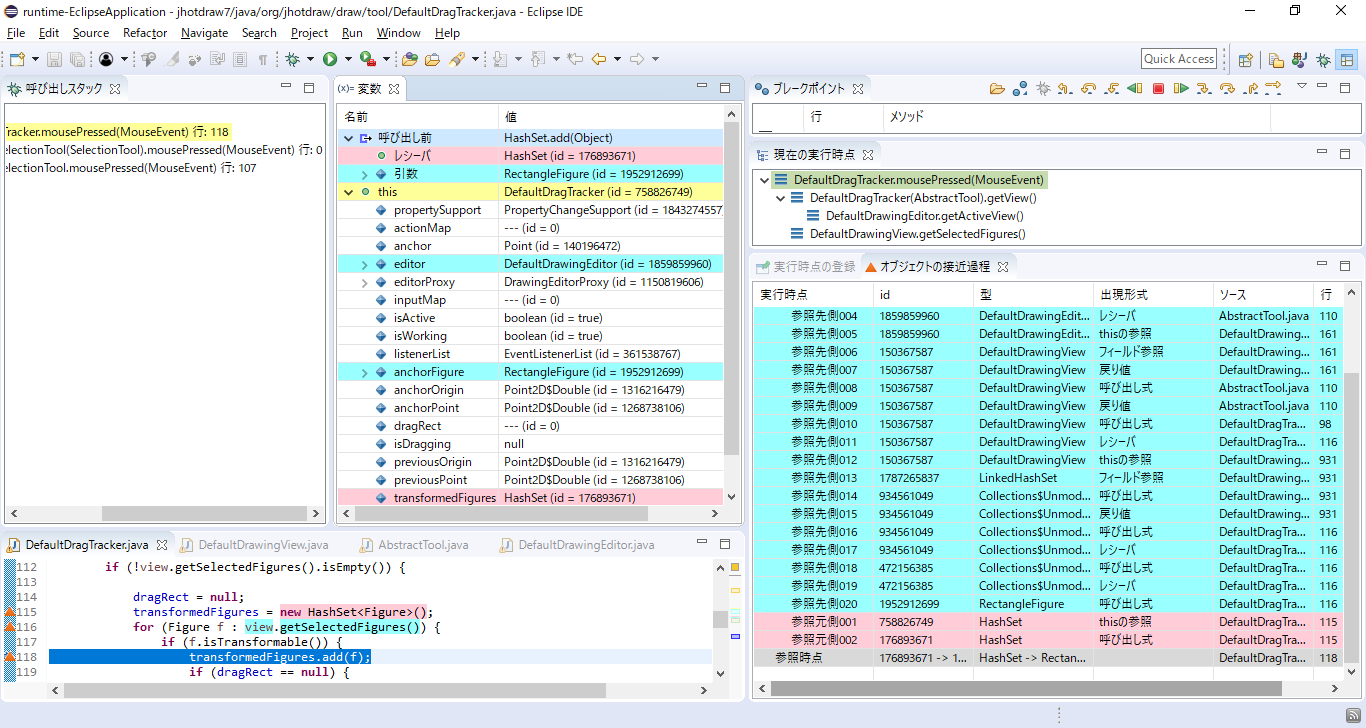 runtime-EclipseApplication - jhotdraw7/java/org/jhotdraw/draw/tool/DefaultDragTracker.java - Eclipse IDE
File Edit Source Refactor Navigate Search Project Run Window Help
Quick Access
呼び出しスタック
Tracker.mousePressed(MouseEvent) 行: 118
electionTool(SelectionTool).mousePressed(MouseEvent) 行: 0
electionTool.mousePressed(MouseEvent) 行: 107
(x)= 変数
名前 値
呼び出し前 HashSet.add(Object)
レシーバ HashSet (id = 176893671)
引数 RectangleFigure (id = 1952912699)
this DefaultDragTracker (id = 758826749)
propertySupport PropertyChangeSupport (id = 1843274557
actionMap --- (id = 0)
anchor Point (id = 140196472)
editor DefaultDrawingEditor (id = 1859859960)
editorProxy DrawingEditorProxy (id = 1150819606)
inputMap --- (id = 0)
isActive boolean (id = true)
isWorking boolean (id = true)
listenerList EventListenerList (id = 361538767)
anchorFigure RectangleFigure (id = 1952912699)
anchorOrigin Point2D$Double (id = 1316216479)
anchorPoint Point2D$Double (id = 1268738106)
dragRect --- (id = 0)
isDragging null
previousOrigin Point2D$Double (id = 1316216479)
previousPoint Point2D$Double (id = 1268738106)
transformedFigures HashSet (id = 176893671)
ブレークポイント
行 メソッド
現在の実行時点
DefaultDragTracker.mousePressed(MouseEvent)
DefaultDragTracker(AbstractTool).getView()
DefaultDrawingEditor.getActiveView()
DefaultDrawingView.getSelectedFigures()
実行時点の登録 オブジェクトの接近過程
実行時点 id 型 出現形式 ソース 行
参照先側004 1859859960 DefaultDrawingEdit... レシーバ AbstractTool.java 110
参照先側005 1859859960 DefaultDrawingEdit... thisの参照 DefaultDrawing... 161
参照先側006 150367587 DefaultDrawingView フィールド参照 DefaultDrawing... 161
参照先側007 150367587 DefaultDrawingView 戻り値 DefaultDrawing... 161
参照先側008 150367587 DefaultDrawingView 呼び出し式 AbstractTool.java 110
参照先側009 150367587 DefaultDrawingView 戻り値 AbstractTool.java 110
参照先側010 150367587 DefaultDrawingView 呼び出し式 DefaultDragTra... 98
参照先側011 150367587 DefaultDrawingView レシーバ DefaultDragTra... 116
参照先側012 150367587 DefaultDrawingView thisの参照 DefaultDrawing... 931
参照先側013 1787265837 LinkedHashSet フィールド参照 DefaultDrawing... 931
参照先側014 934561049 Collections$Unmod... 呼び出し式 DefaultDrawing... 931
参照先側015 934561049 Collections$Unmod... 戻り値 DefaultDrawing... 931
参照先側016 934561049 Collections$Unmod... 呼び出し式 DefaultDragTra... 116
参照先側017 934561049 Collections$Unmod... レシーバ DefaultDragTra... 116
参照先側018 472156385 Collections$Unmod... 呼び出し式 DefaultDragTra... 116
参照先側019 472156385 Collections$Unmod... レシーバ DefaultDragTra... 116
参照先側020 1952912699 RectangleFigure 呼び出し式 DefaultDragTra... 116
参照元側001 758826749 HashSet thisの参照 DefaultDragTra... 115
参照元側002 176893671 HashSet 呼び出し式 DefaultDragTra... 115
参照時点 176893671 -> 1... HashSet -> Rectan... DefaultDragTra... 118
DefaultDragTracker.java DefaultDrawingView.java AbstractTool.java DefaultDrawingEditor.java
112 if (!view.getSelectedFigures().isEmpty()) {
113
114 dragRect = null;
115 transformedFigures = new HashSet<Figure>();
116 for (Figure f : view.getSelectedFigures()) {
117 if (f.isTransformable()) {
118 transformedFigures.add(f);
119 if (dragRect == null) {